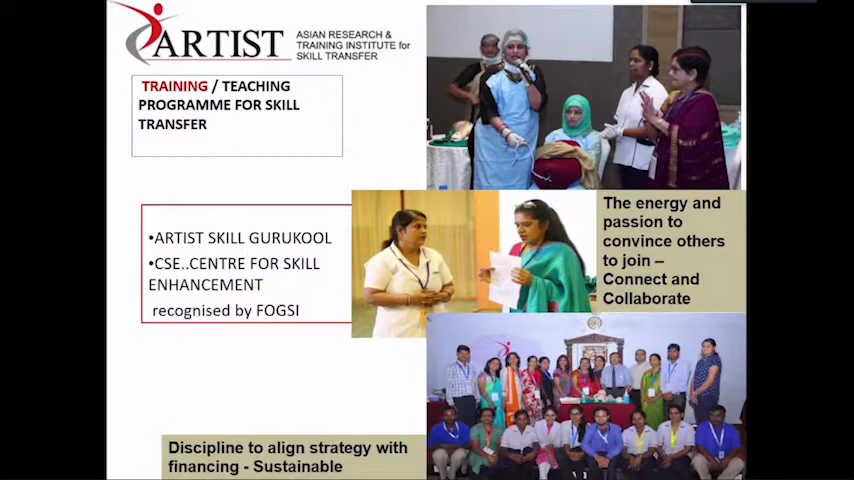 ARTIST
ASIAN RESEARCH &
TRAINING INSTITUTE for
SKILL TRANSFER
TRAINING / TEACHING
PROGRAMME FOR SKILL
TRANSFER
•ARTIST SKILL GURUKOOL
•CSE..CENTRE FOR SKILL
ENHANCEMENT
recognised by FOGSI
The energy and
passion to
convince others
to join –
Connect and
Collaborate
Discipline to align strategy with
financing - Sustainable